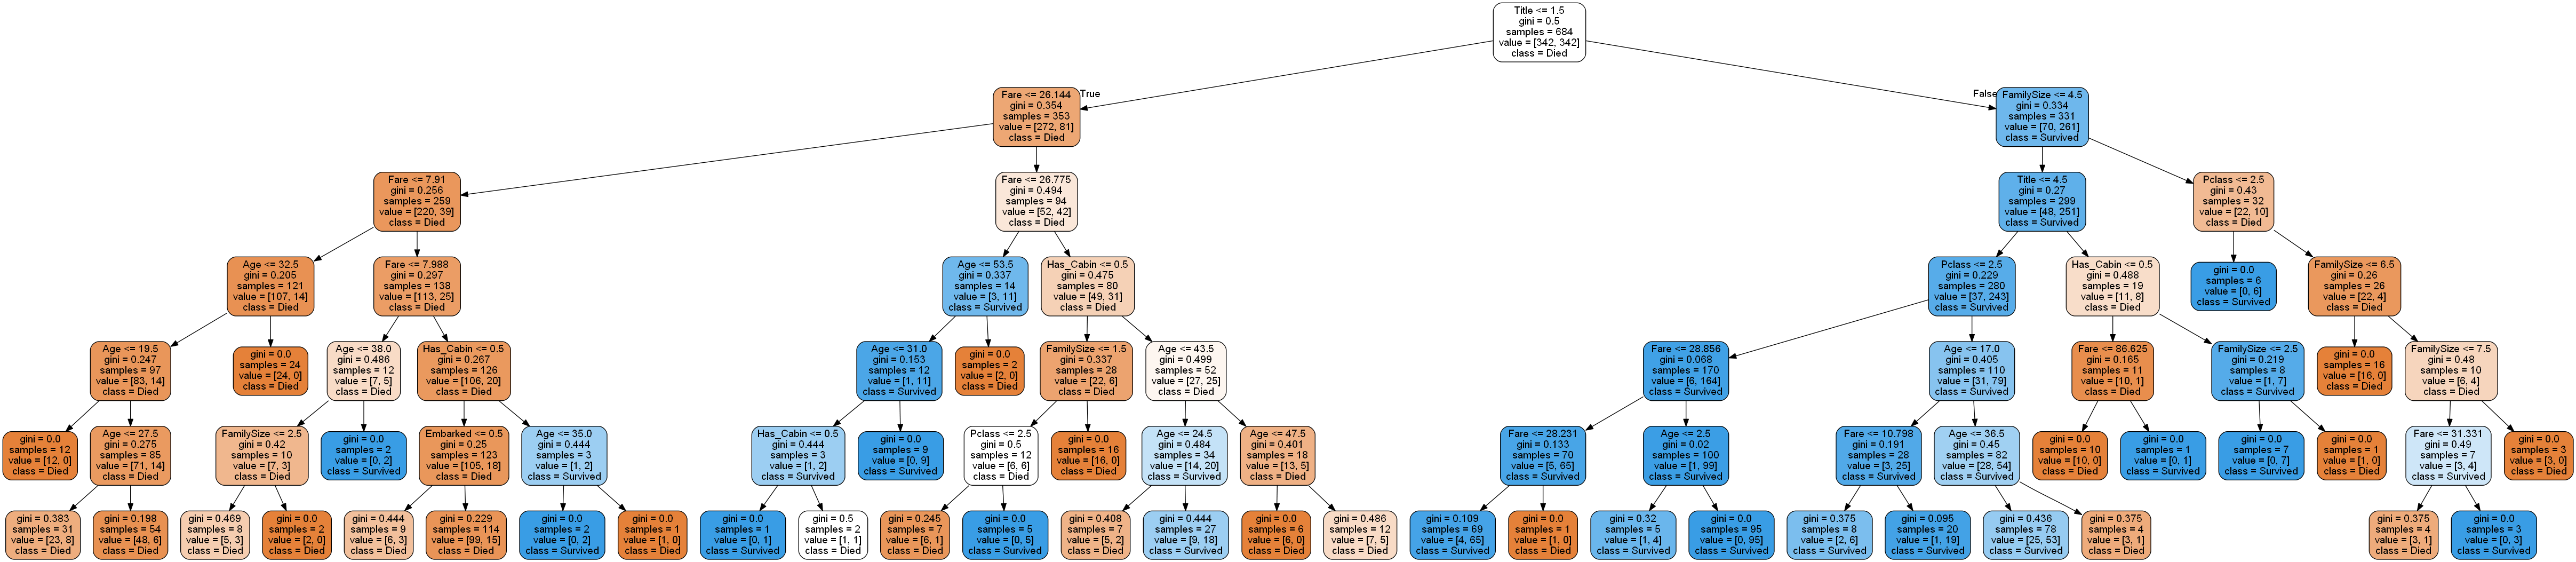 Title <= 1.5
gini = 0.5
samples = 684
value = [342, 342]
class = Died
True
False
Fare <= 26.144
gini = 0.354
samples = 353
value = [272, 81]
class = Died
FamilySize <= 4.5
gini = 0.334
samples = 331
value = [70, 261]
class = Survived
Fare <= 7.91
gini = 0.256
samples = 259
value = [220, 39]
class = Died
Fare <= 26.775
gini = 0.494
samples = 94
value = [52, 42]
class = Died
Title <= 4.5
gini = 0.27
samples = 299
value = [48, 251]
class = Survived
Pclass <= 2.5
gini = 0.43
samples = 32
value = [22, 10]
class = Died
Age <= 32.5
gini = 0.205
samples = 121
value = [107, 14]
class = Died
Fare <= 7.988
gini = 0.297
samples = 138
value = [113, 25]
class = Died
Age <= 53.5
gini = 0.337
samples = 14
value = [3, 11]
class = Survived
Has_Cabin <= 0.5
gini = 0.475
samples = 80
value = [49, 31]
class = Died
Pclass <= 2.5
gini = 0.229
samples = 280
value = [37, 243]
class = Survived
Has_Cabin <= 0.5
gini = 0.488
samples = 19
value = [11, 8]
class = Died
gini = 0.0
samples = 6
value = [0, 6]
class = Survived
FamilySize <= 6.5
gini = 0.26
samples = 26
value = [22, 4]
class = Died
Age <= 19.5
gini = 0.247
samples = 97
value = [83, 14]
class = Died
gini = 0.0
samples = 24
value = [24, 0]
class = Died
Age <= 38.0
gini = 0.486
samples = 12
value = [7, 5]
class = Died
Has_Cabin <= 0.5
gini = 0.267
samples = 126
value = [106, 20]
class = Died
Age <= 31.0
gini = 0.153
samples = 12
value = [1, 11]
class = Survived
gini = 0.0
samples = 2
value = [2, 0]
class = Died
FamilySize <= 1.5
gini = 0.337
samples = 28
value = [22, 6]
class = Died
Age <= 43.5
gini = 0.499
samples = 52
value = [27, 25]
class = Died
Fare <= 28.856
gini = 0.068
samples = 170
value = [6, 164]
class = Survived
Age <= 17.0
gini = 0.405
samples = 110
value = [31, 79]
class = Survived
Fare <= 86.625
gini = 0.165
samples = 11
value = [10, 1]
class = Died
FamilySize <= 2.5
gini = 0.219
samples = 8
value = [1, 7]
class = Survived
gini = 0.0
samples = 16
value = [16, 0]
class = Died
FamilySize <= 7.5
gini = 0.48
samples = 10
value = [6, 4]
class = Died
gini = 0.0
samples = 12
value = [12, 0]
class = Died
Age <= 27.5
gini = 0.275
samples = 85
value = [71, 14]
class = Died
FamilySize <= 2.5
gini = 0.42
samples = 10
value = [7, 3]
class = Died
gini = 0.0
samples = 2
value = [0, 2]
class = Survived
Embarked <= 0.5
gini = 0.25
samples = 123
value = [105, 18]
class = Died
Age <= 35.0
gini = 0.444
samples = 3
value = [1, 2]
class = Survived
Has_Cabin <= 0.5
gini = 0.444
samples = 3
value = [1, 2]
class = Survived
gini = 0.0
samples = 9
value = [0, 9]
class = Survived
Pclass <= 2.5
gini = 0.5
samples = 12
value = [6, 6]
class = Died
gini = 0.0
samples = 16
value = [16, 0]
class = Died
Age <= 24.5
gini = 0.484
samples = 34
value = [14, 20]
class = Survived
Age <= 47.5
gini = 0.401
samples = 18
value = [13, 5]
class = Died
Fare <= 28.231
gini = 0.133
samples = 70
value = [5, 65]
class = Survived
Age <= 2.5
gini = 0.02
samples = 100
value = [1, 99]
class = Survived
Fare <= 10.798
gini = 0.191
samples = 28
value = [3, 25]
class = Survived
Age <= 36.5
gini = 0.45
samples = 82
value = [28, 54]
class = Survived
gini = 0.0
samples = 10
value = [10, 0]
class = Died
gini = 0.0
samples = 1
value = [0, 1]
class = Survived
gini = 0.0
samples = 7
value = [0, 7]
class = Survived
gini = 0.0
samples = 1
value = [1, 0]
class = Died
Fare <= 31.331
gini = 0.49
samples = 7
value = [3, 4]
class = Survived
gini = 0.0
samples = 3
value = [3, 0]
class = Died
gini = 0.383
samples = 31
value = [23, 8]
class = Died
gini = 0.198
samples = 54
value = [48, 6]
class = Died
gini = 0.469
samples = 8
value = [5, 3]
class = Died
gini = 0.0
samples = 2
value = [2, 0]
class = Died
gini = 0.444
samples = 9
value = [6, 3]
class = Died
gini = 0.229
samples = 114
value = [99, 15]
class = Died
gini = 0.0
samples = 2
value = [0, 2]
class = Survived
gini = 0.0
samples = 1
value = [1, 0]
class = Died
gini = 0.0
samples = 1
value = [0, 1]
class = Survived
gini = 0.5
samples = 2
value = [1, 1]
class = Died
gini = 0.245
samples = 7
value = [6, 1]
class = Died
gini = 0.0
samples = 5
value = [0, 5]
class = Survived
gini = 0.408
samples = 7
value = [5, 2]
class = Died
gini = 0.444
samples = 27
value = [9, 18]
class = Survived
gini = 0.0
samples = 6
value = [6, 0]
class = Died
gini = 0.486
samples = 12
value = [7, 5]
class = Died
gini = 0.109
samples = 69
value = [4, 65]
class = Survived
gini = 0.0
samples = 1
value = [1, 0]
class = Died
gini = 0.32
samples = 5
value = [1, 4]
class = Survived
gini = 0.0
samples = 95
value = [0, 95]
class = Survived
gini = 0.375
samples = 8
value = [2, 6]
class = Survived
gini = 0.095
samples = 20
value = [1, 19]
class = Survived
gini = 0.436
samples = 78
value = [25, 53]
class = Survived
gini = 0.375
samples = 4
value = [3, 1]
class = Died
gini = 0.375
samples = 4
value = [3, 1]
class = Died
gini = 0.0
samples = 3
value = [0, 3]
class = Survived